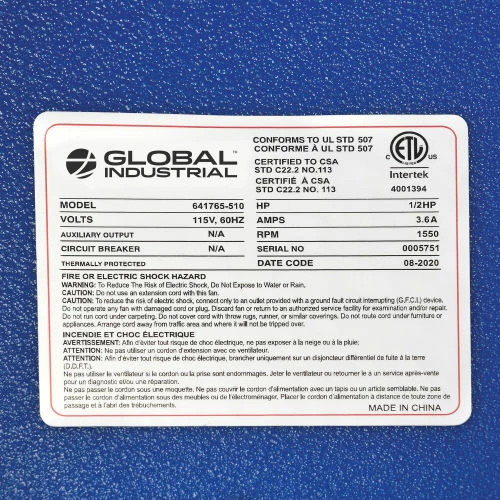 GLOBAL
INDUSTRIAL
CONFORMS TO UL STD 507
CONFORME À UL STD 507
CERTIFIED TO CSA
STD C22.2 NO.113
CERTIFIÉ À CSA
STD C22.2 NO. 113
ETL
Intertek
4001394
MODEL 641765-510 HP 1/2HP
VOLTS 115V, 60HZ AMPS 3.6A
AUXILIARY OUTPUT N/A RPM 1550
CIRCUIT BREAKER N/A SERIAL NO 0005751
THERMALLY PROTECTED DATE CODE 08-2020
FIRE OR ELECTRIC SHOCK HAZARD
WARNING: To Reduce The Risk of Electric Shock, Do Not Expose to Water or Rain,
CAUTION: Do not use an extension cord with this fan.
CAUTION: To reduce the risk of electric shock, connect only to an outlet provided with a ground fault circuit interrupting (G.F.C.I.) device.
Do not operate any fan with damaged cord or plug. Discard fan or return to an authorized service facility for examination and/or repair.
Do not run cord under carpeting. Do not cover cord with throw rugs, runner, or similar coverings. Do not route cord under furniture or
appliances. Arrange cord away from traffic area and where it will not be tripped over.
INCENDIE ET CHOC ÉLECTRIQUE
AVERTISSEMENT: Afin d'éviter tout risque de choc électrique, ne pas exposer à la neige ou à la pluie;
ATTENTION: Ne pas utiliser un cordon d'extension avec ce ventilateur.
ATTENTION: Afin d'éviter tout risque de choc électrique, brancher uniquement sur un disjoncteur différentiel de fuite à la terre
(D.D.F.T.).
Ne pas utiliser le ventilateur si le cordon ou la prise sont endommagés. Jeter le ventilateur ou retourner le a un service après-vente
pour un diagnostic et/ou une réparation.
Ne pas passer le cordon sous une moquette. Ne pas couvrir le cordon d'alimentation avec un tapis ou un article semblable. Ne pas
passer le cordon d'alimentation sous des meubles ou de l'électroménager. Placer le cordon d'alimentation à distance de toute zone de
passage et à l'abri des trébuchements.
MADE IN CHINA